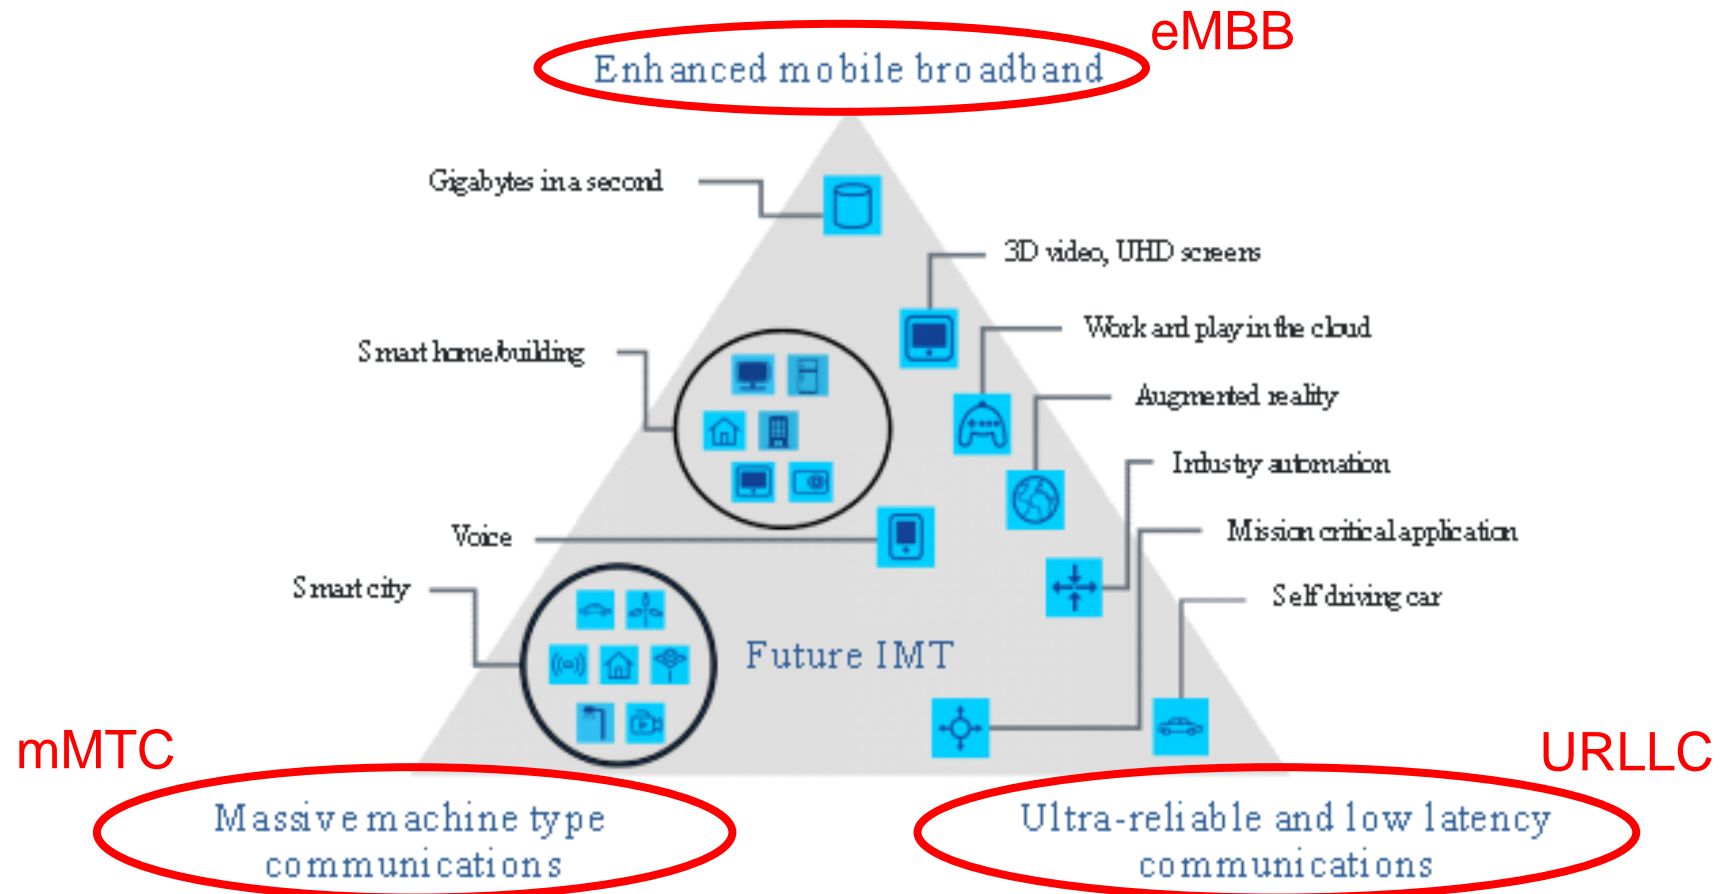 eMBB
Enhanced mobile broadband
Gigabytes in a second
3D video, UHD screens
Work and play in the cloud
Smart home/building
Augmented reality
Industry automation
Voice
Mission critical application
Smart city
Self driving car
Future IMT
mMTC
URLLC
Massive machine type
communications
Ultra-reliable and low latency
communications